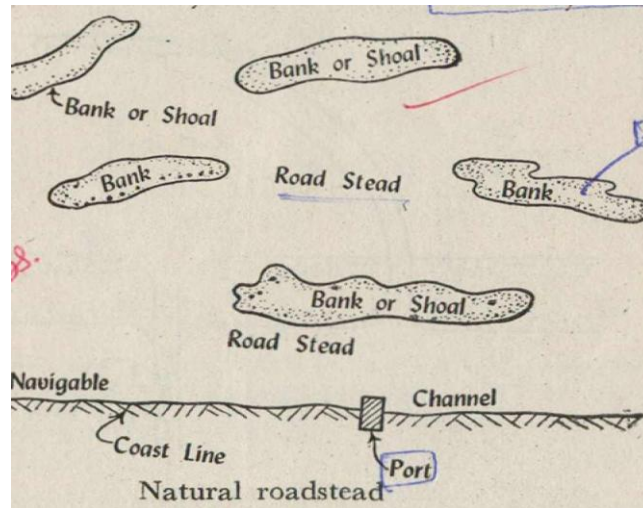 Bank or Shoal
Bank or Shoal
Bank
Road Stead
Bank
Bank or Shoal
Road Stead
Navigable
Channel
Coast Line
Port
Natural roadstead